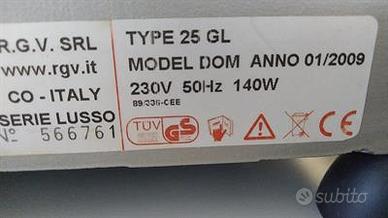 R.G.V. SRL
www.rgv.it
CO - ITALY
SERIE LUSSO
N° 566761
TYPE 25 GL
MODEL DOM ANNO 01/2009
230V 50Hz 140W
89/336-CEE
TÜV GS CE
subito